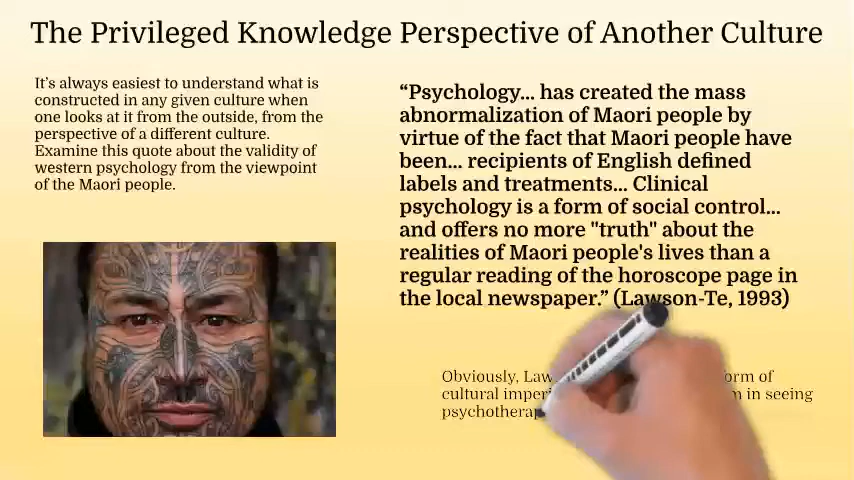 The Privileged Knowledge Perspective of Another Culture
It's always easiest to understand what is
constructed in any given culture when
one looks at it from the outside, from the
perspective of a different culture.
Examine this quote about the validity of
western psychology from the viewpoint
of the Maori people.
“Psychology... has created the mass
abnormalization of Maori people by
virtue of the fact that Maori people have
been... recipients of English defined
labels and treatments... Clinical
psychology is a form of social control...
and offers no more "truth" about the
realities of Maori people's lives than a
regular reading of the horoscope page in
the local newspaper.” (Lawson-Te, 1993)
Obviously, of
cultural in seeing